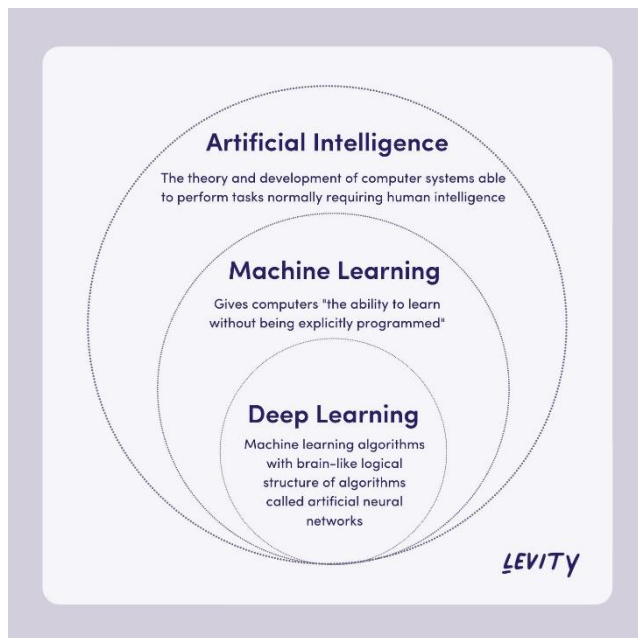 Artificial Intelligence
The theory and development of computer systems able
to perform tasks normally requiring human intelligence
Machine Learning
Gives computers "the ability to learn
without being explicitly programmed"
Deep Learning
Machine learning algorithms
with brain-like logical
structure of algorithms
called artificial neural
networks
LEVITY